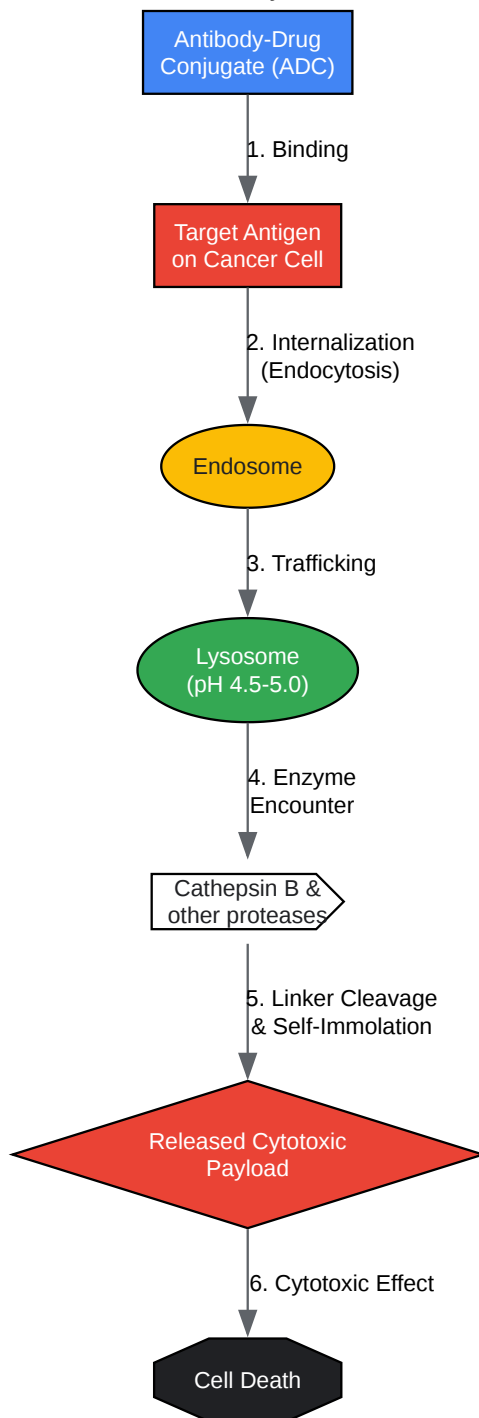 Antibody-Drug
Conjugate (ADC)
1. Binding
Target Antigen
on Cancer Cell
2. Internalization
(Endocytosis)
Endosome
3. Trafficking
Lysosome
(pH 4.5-5.0)
4. Enzyme
Encounter
Cathepsin B &
other proteases
5. Linker Cleavage
& Self-Immolation
Released Cytotoxic
Payload
6. Cytotoxic Effect
Cell Death